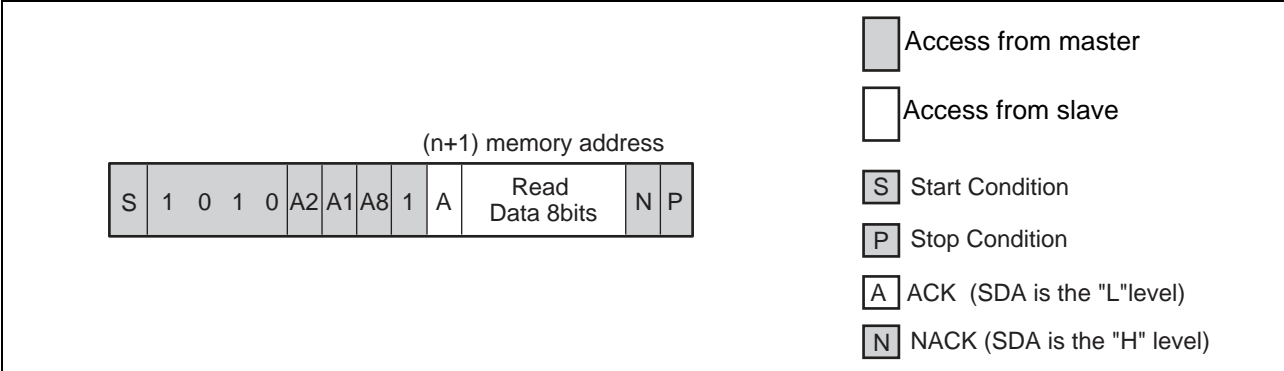 (n+1) memory address
S 1 0 1 0 A2 A1 A8 1 A Read Data 8bits N P
Access from master
Access from slave
S Start Condition
P Stop Condition
A ACK (SDA is the "L"level)
N NACK (SDA is the "H" level)